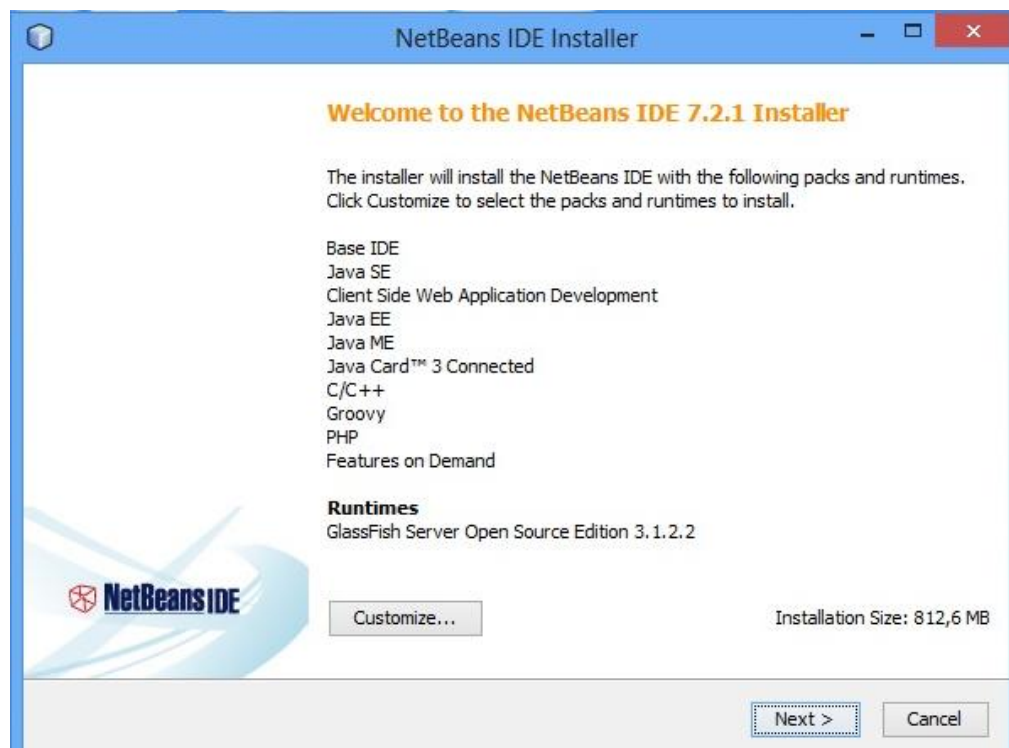 NetBeans IDE Installer
Welcome to the NetBeans IDE 7.2.1 Installer
The installer will install the NetBeans IDE with the following packs and runtimes.
Click Customize to select the packs and runtimes to install.
Base IDE
Java SE
Client Side Web Application Development
Java EE
Java ME
Java Card™ 3 Connected
C/C++
Groovy
PHP
Features on Demand
Runtimes
GlassFish Server Open Source Edition 3.1.2.2
NetBeans IDE
Customize...
Installation Size: 812,6 MB
Next >
Cancel